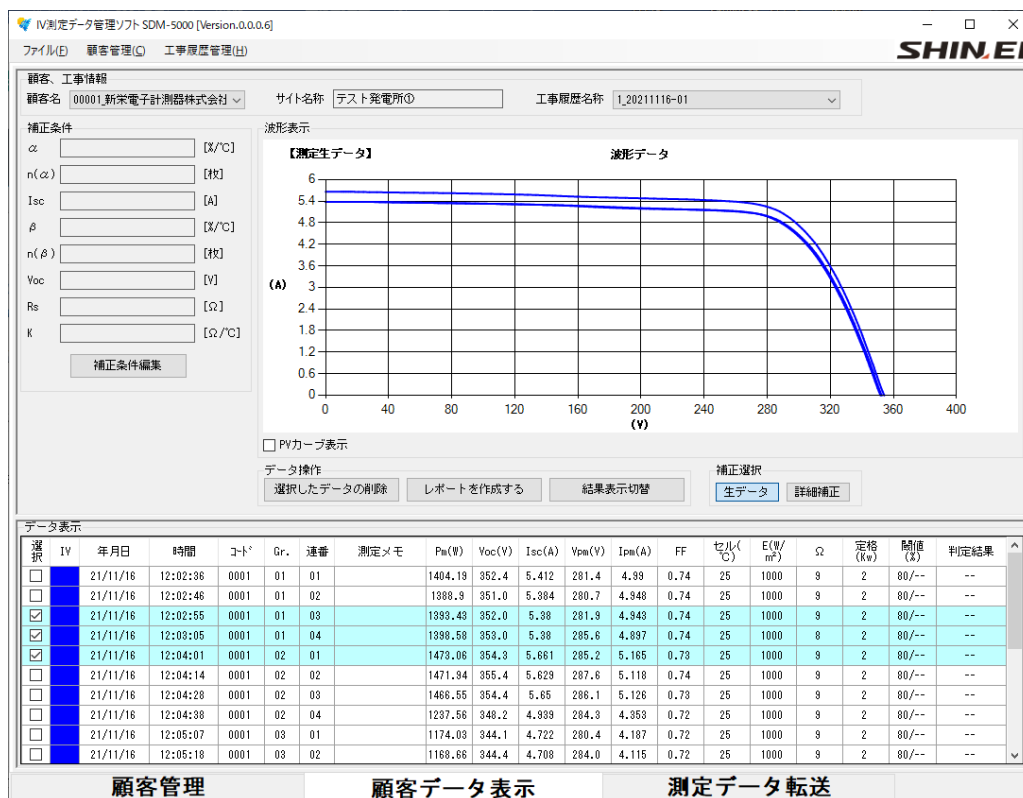 IV測定データ管理ソフト SDM-5000 [Version.0.0.0.6]
ファイル(F) 顧客管理(C) 工事履歴管理(H)
SHIN.EI
顧客、工事情報
顧客名 00001_新栄電子計測器株式会社 サイト名称 テスト発電所① 工事履歴名称 1_20211116-01
補正条件
α [%/℃]
n(α) [枚]
Isc [A]
β [%/℃]
n(β) [枚]
Voc [V]
Rs [Ω]
K [Ω/℃]
補正条件編集
波形表示
【測定生データ】 波形データ
6
5.4
4.8
4.2
3.6
(A) 3
2.4
1.8
1.2
0.6
0
0 40 80 120 160 200 240 280 320 360 400
(V)
PVカーブ表示
データ操作
選択したデータの削除 レポートを作成する 結果表示切替
補正選択
生データ 詳細補正
データ表示
選択 IV 年月日 時間 コード Gr. 連番 測定メモ Pm(W) Voc(V) Isc(A) Vpm(V) Ipm(A) FF セル(℃) E(W/m²) Ω 定格(Kw) 閾値(%) 判定結果
21/11/16 12:02:36 0001 01 01 1404.19 352.4 5.412 281.4 4.99 0.74 25 1000 9 2 80/-- --
21/11/16 12:02:46 0001 01 02 1388.9 351.0 5.384 280.7 4.948 0.74 25 1000 9 2 80/-- --
21/11/16 12:02:55 0001 01 03 1393.43 352.0 5.38 281.9 4.943 0.74 25 1000 9 2 80/-- --
21/11/16 12:03:05 0001 01 04 1398.58 353.0 5.38 285.6 4.897 0.74 25 1000 8 2 80/-- --
21/11/16 12:04:01 0001 02 01 1473.06 354.3 5.661 285.2 5.165 0.73 25 1000 9 2 80/-- --
21/11/16 12:04:14 0001 02 02 1471.94 355.4 5.629 287.6 5.118 0.74 25 1000 9 2 80/-- --
21/11/16 12:04:28 0001 02 03 1466.55 354.4 5.65 286.1 5.126 0.73 25 1000 9 2 80/-- --
21/11/16 12:04:38 0001 02 04 1237.56 348.2 4.939 284.3 4.353 0.72 25 1000 9 2 80/-- --
21/11/16 12:05:07 0001 03 01 1174.03 344.1 4.722 280.4 4.187 0.72 25 1000 9 2 80/-- --
21/11/16 12:05:18 0001 03 02 1168.66 344.4 4.708 284.0 4.115 0.72 25 1000 9 2 80/-- --
顧客管理 顧客データ表示 測定データ転送